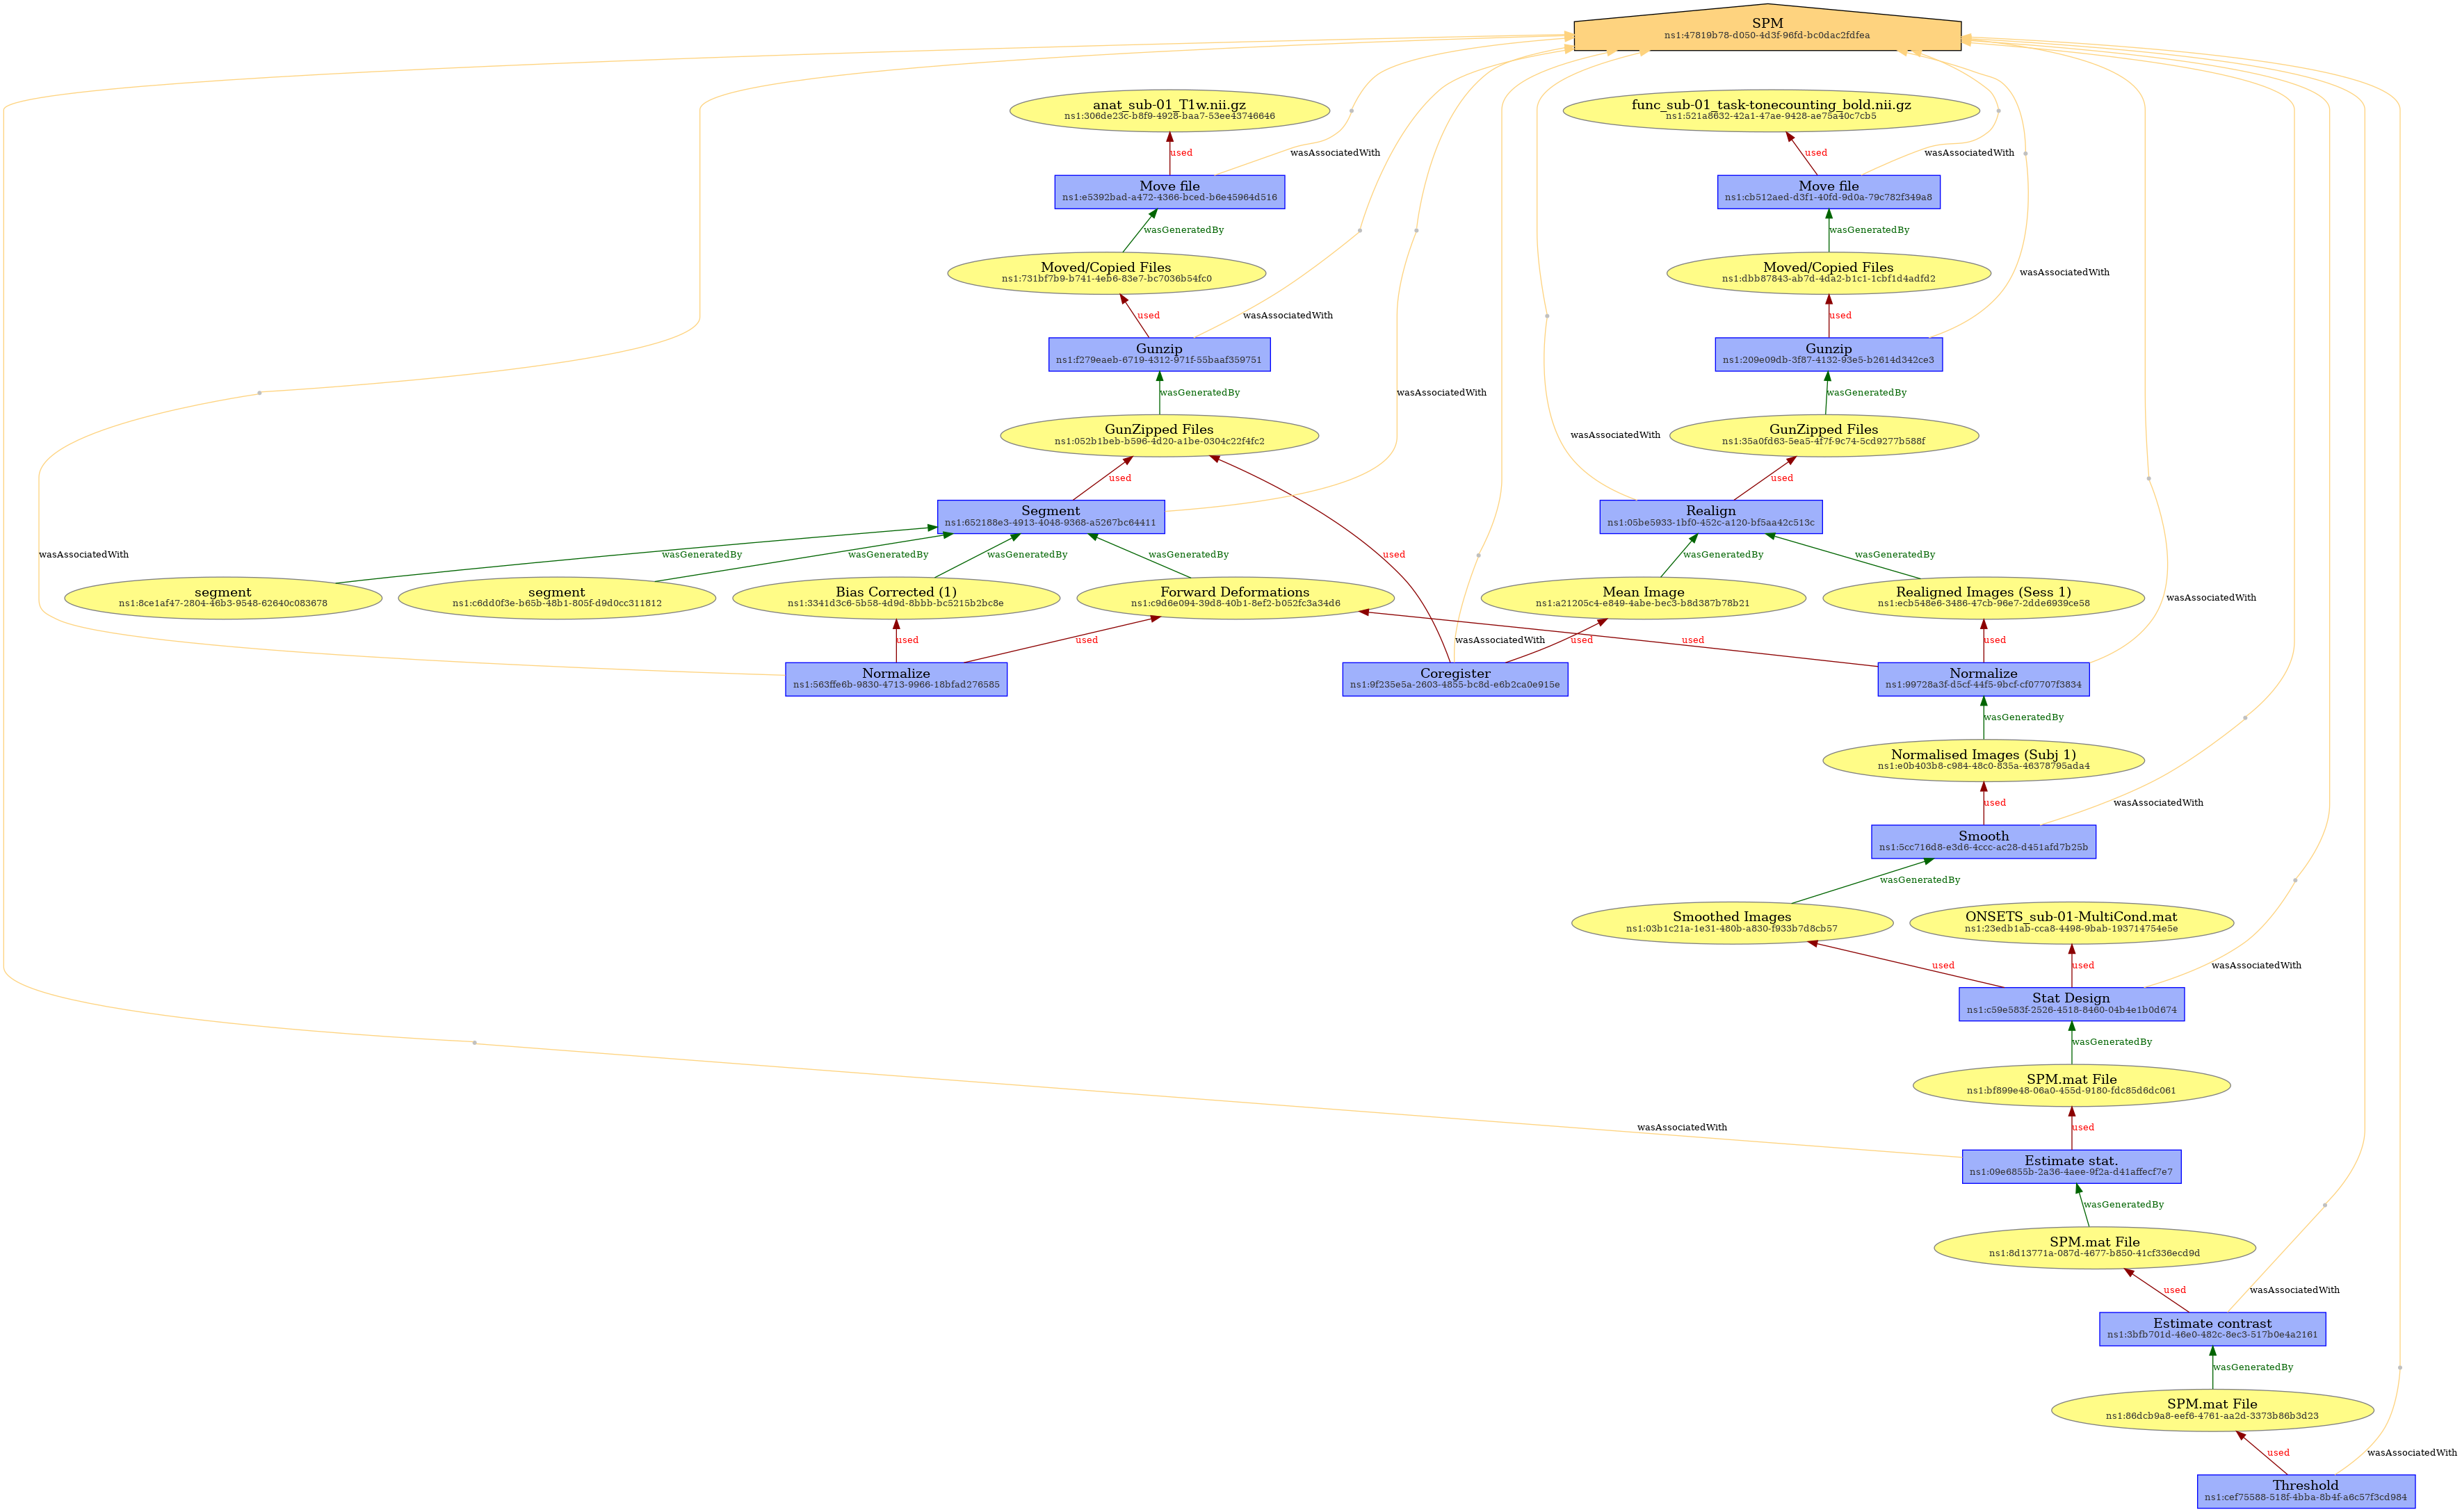 SPM
ns1:47819b78-d050-4d3f-96fd-bc0dac2fdfea
anat_sub-01_T1w.nii.gz
ns1:306de23c-b8f9-4928-baa7-53ee43746646
func_sub-01_task-tonecounting_bold.nii.gz
ns1:521a8632-42a1-47ae-9428-ae75a40c7cb5
used
wasAssociatedWith
used
wasAssociatedWith
Move file
ns1:e5392bad-a472-4366-bced-b6e45964d516
Move file
ns1:cb512aed-d3f1-40fd-9d0a-79c782f349a8
wasGeneratedBy
wasGeneratedBy
Moved/Copied Files
ns1:731bf7b9-b741-4eb6-83e7-bc7036b54fc0
Moved/Copied Files
ns1:dbb87843-ab7d-4da2-b1c1-1cbf1d4adfd2
wasAssociatedWith
used
wasAssociatedWith
used
Gunzip
ns1:f279eaeb-6719-4312-971f-55baaf359751
Gunzip
ns1:209e09db-3f87-4132-93e5-b2614d342ce3
wasGeneratedBy
wasAssociatedWith
wasGeneratedBy
GunZipped Files
ns1:052b1beb-b596-4d20-a1be-0304c22f4fc2
GunZipped Files
ns1:35a0fd63-5ea5-4f7f-9c74-5cd9277b588f
wasAssociatedWith
used
used
Segment
ns1:652188e3-4913-4048-9368-a5267bc64411
Realign
ns1:05be5933-1bf0-452c-a120-bf5aa42c513c
wasAssociatedWith
wasGeneratedBy
wasGeneratedBy
wasGeneratedBy
wasGeneratedBy
used
wasGeneratedBy
wasGeneratedBy
segment
ns1:8ce1af47-2804-46b3-9548-62640c083678
segment
ns1:c6dd0f3e-b65b-48b1-805f-d9d0cc311812
Bias Corrected (1)
ns1:3341d3c6-5b58-4d9d-8bbb-bc5215b2bc8e
Forward Deformations
ns1:c9d6e094-39d8-40b1-8ef2-b052fc3a34d6
Mean Image
ns1:a21205c4-e849-4abe-bec3-b8d387b78b21
Realigned Images (Sess 1)
ns1:ecb548e6-3486-47cb-96e7-2dde6939ce58
wasAssociatedWith
used
used
wasAssociatedWith
used
used
used
Normalize
ns1:563ffe6b-9830-4713-9966-18bfad276585
Coregister
ns1:9f235e5a-2603-4855-bc8d-e6b2ca0e915e
Normalize
ns1:99728a3f-d5cf-44f5-9bcf-cf07707f3834
wasGeneratedBy
Normalised Images (Subj 1)
ns1:e0b403b8-c984-48c0-835a-46378795ada4
used
wasAssociatedWith
Smooth
ns1:5cc716d8-e3d6-4ccc-ac28-d451afd7b25b
wasGeneratedBy
Smoothed Images
ns1:03b1c21a-1e31-480b-a830-f933b7d8cb57
ONSETS_sub-01-MultiCond.mat
ns1:23edb1ab-cca8-4498-9bab-193714754e5e
used
used
wasAssociatedWith
Stat Design
ns1:c59e583f-2526-4518-8460-04b4e1b0d674
wasGeneratedBy
SPM.mat File
ns1:bf899e48-06a0-455d-9180-fdc85d6dc061
wasAssociatedWith
used
Estimate stat.
ns1:09e6855b-2a36-4aee-9f2a-d41affecf7e7
wasGeneratedBy
SPM.mat File
ns1:8d13771a-087d-4677-b850-41cf336ecd9d
used
wasAssociatedWith
Estimate contrast
ns1:3bfb701d-46e0-482c-8ec3-517b0e4a2161
wasGeneratedBy
SPM.mat File
ns1:86dcb9a8-eef6-4761-aa2d-3373b86b3d23
used
wasAssociatedWith
Threshold
ns1:cef75588-518f-4bba-8b4f-a6c57f3cd984